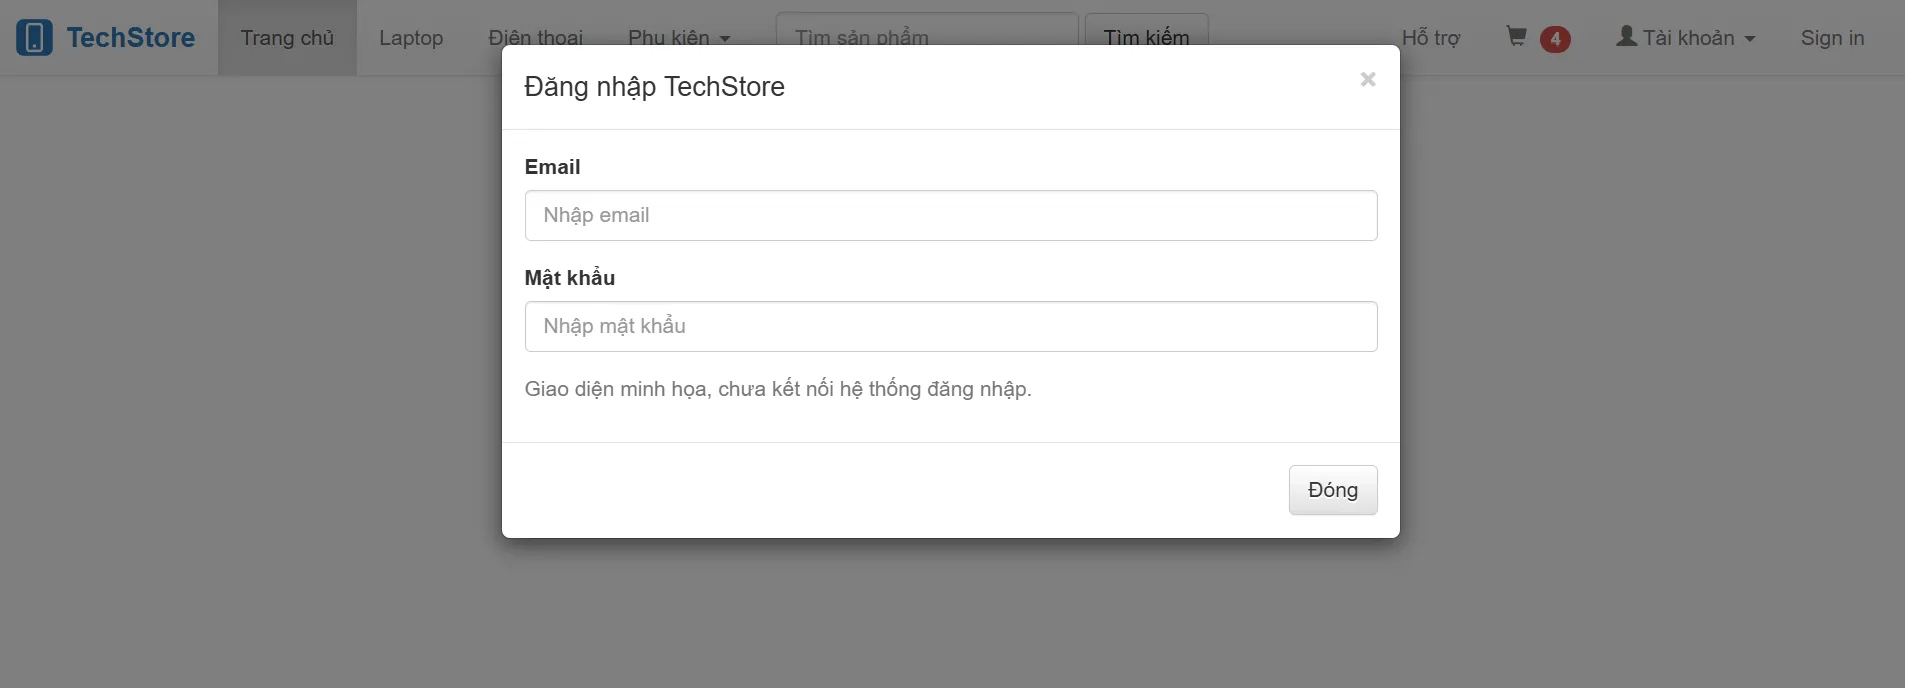 TechStore Trang chủ Laptop Điện thoại Phụ kiện Tìm sản phẩm Tìm kiếm Hỗ trợ 4 Tài khoản Sign in
Đăng nhập TechStore ×
Email
Nhập email
Mật khẩu
Nhập mật khẩu
Giao diện minh họa, chưa kết nối hệ thống đăng nhập.
Đóng